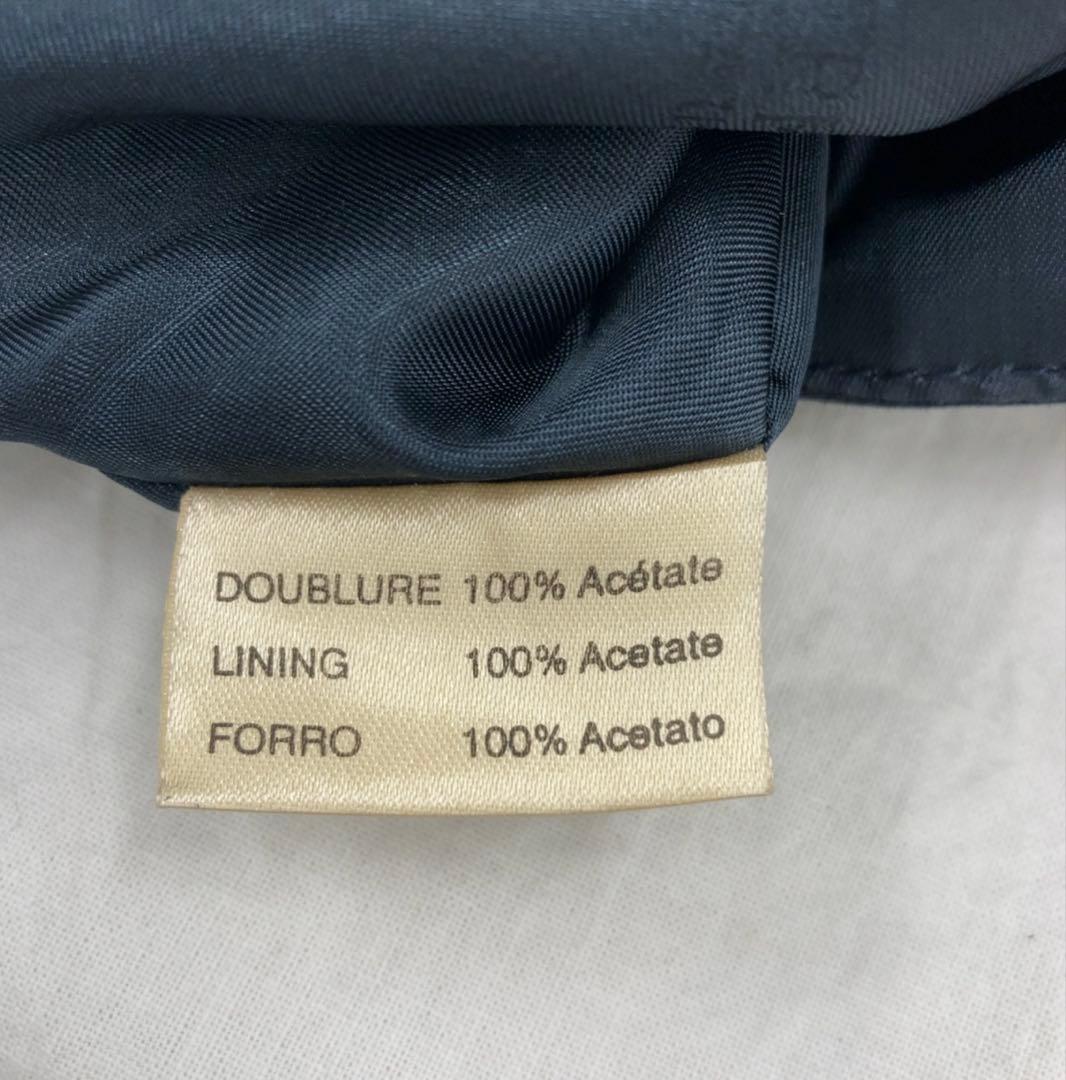 DOUBLURE 100% Acétate
LINING 100% Acetate
FORRO 100% Acetato